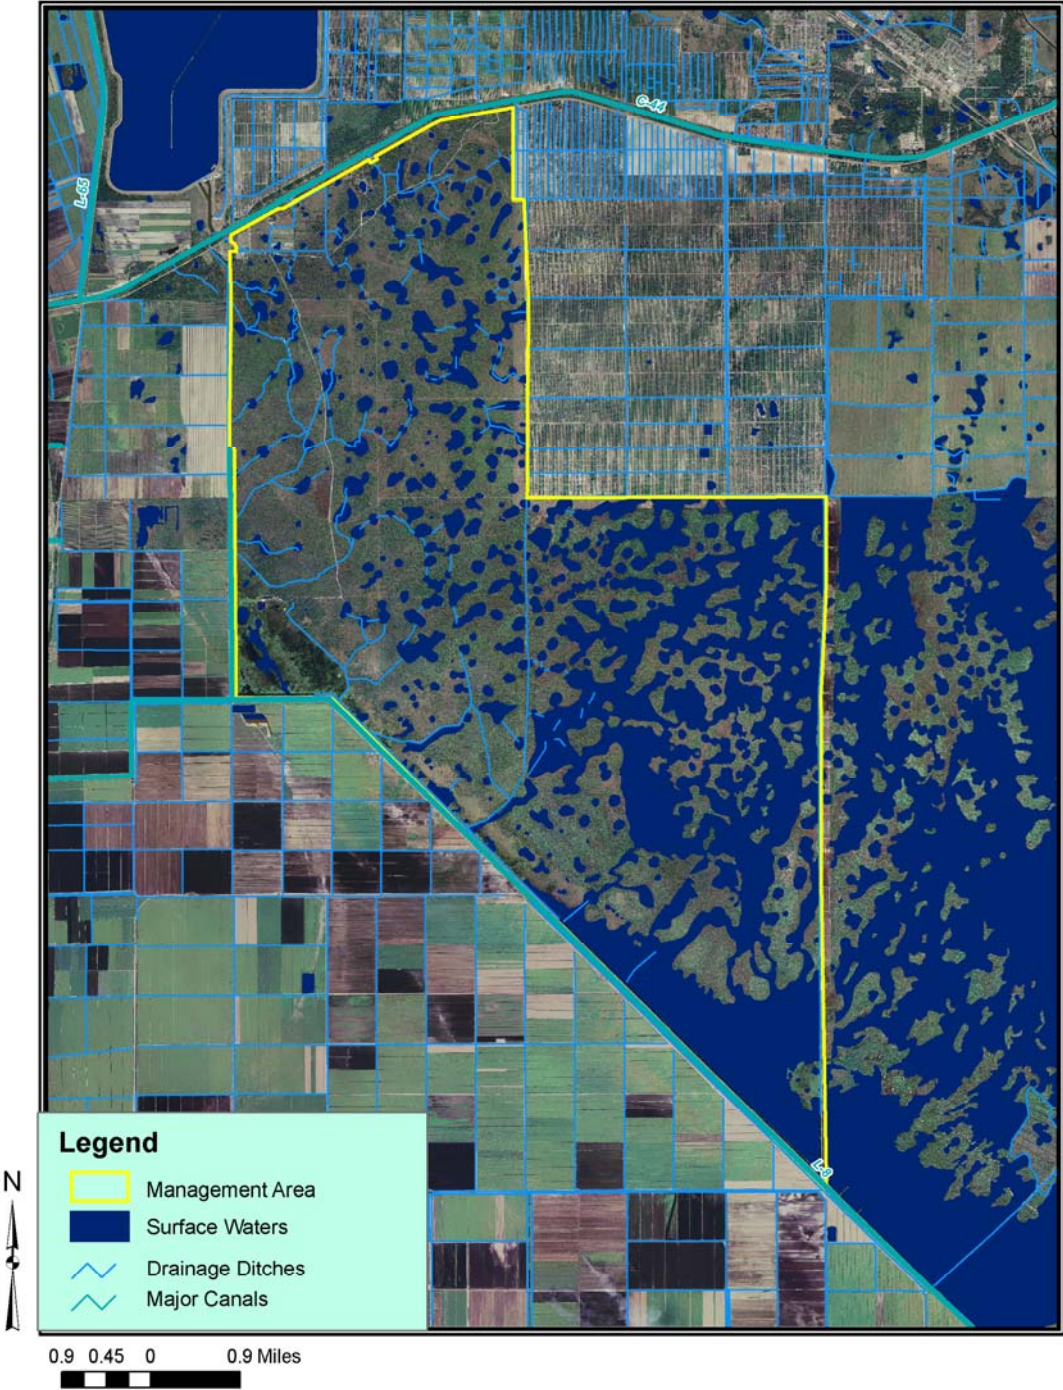 C-44
L-65
L-8
Legend
Management Area
Surface Waters
Drainage Ditches
Major Canals
N
0.9 0.45 0 0.9 Miles